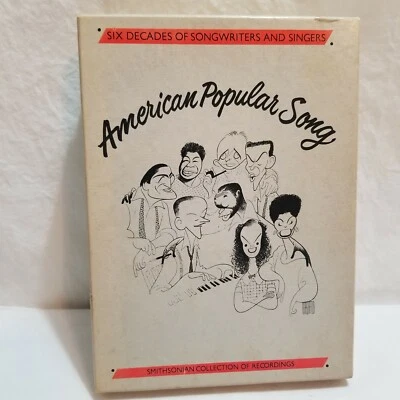 SIX DECADES OF SONGWRITERS AND SINGERS
American Popular Song
SMITHSONIAN COLLECTION OF RECORDINGS